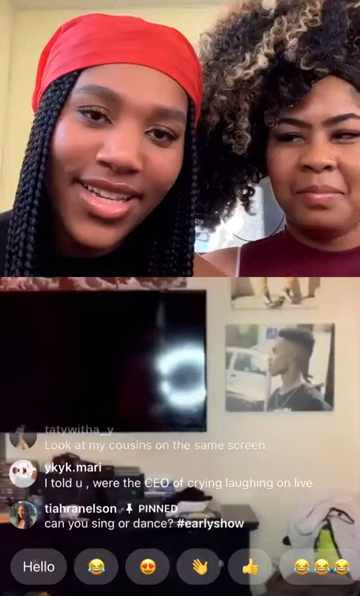 tatywitha_y
Look at my cousins on the same screen
ykyk.mari
I told u , were the CEO of crying laughing on live
tiahranelson PINNED
can you sing or dance? #earlyshow
Hello